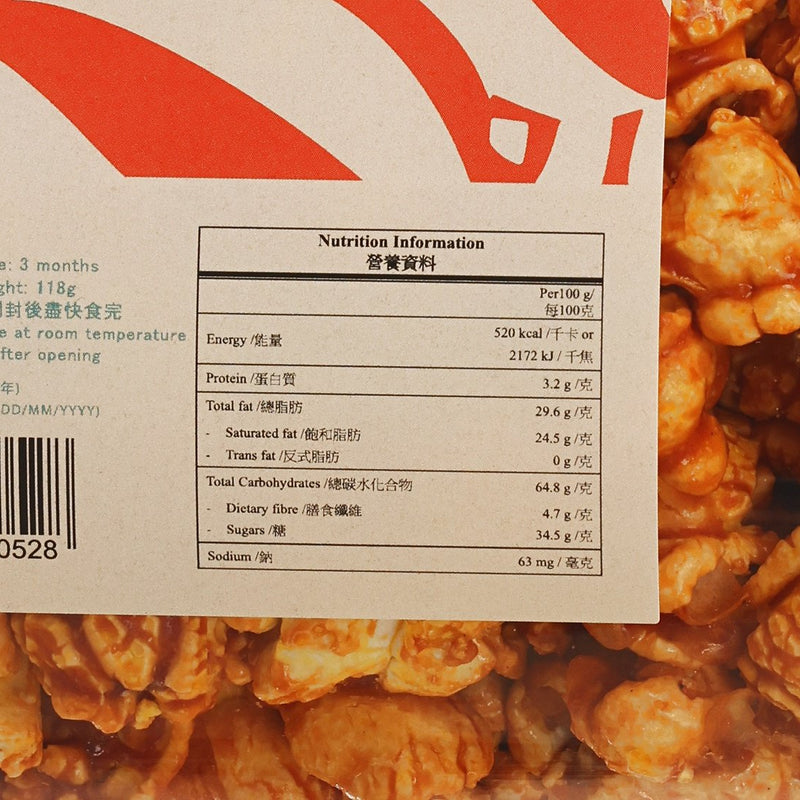 Nutrition Information
營養資料
Per100 g/
每100克
Energy /能量 520 kcal /千卡 or
2172 kJ / 千焦
Protein /蛋白質 3.2 g /克
Total fat /總脂肪 29.6 g /克
- Saturated fat /飽和脂肪 24.5 g /克
- Trans fat /反式脂肪 0 g /克
Total Carbohydrates /總碳水化合物 64.8 g /克
- Dietary fibre /膳食纖維 4.7 g /克
- Sugars /糖 34.5 g /克
Sodium /鈉 63 mg / 毫克
e: 3 months
ght: 118g
封後盡快食完
e at room temperature
fter opening
年)
DD/MM/YYYY)
0528